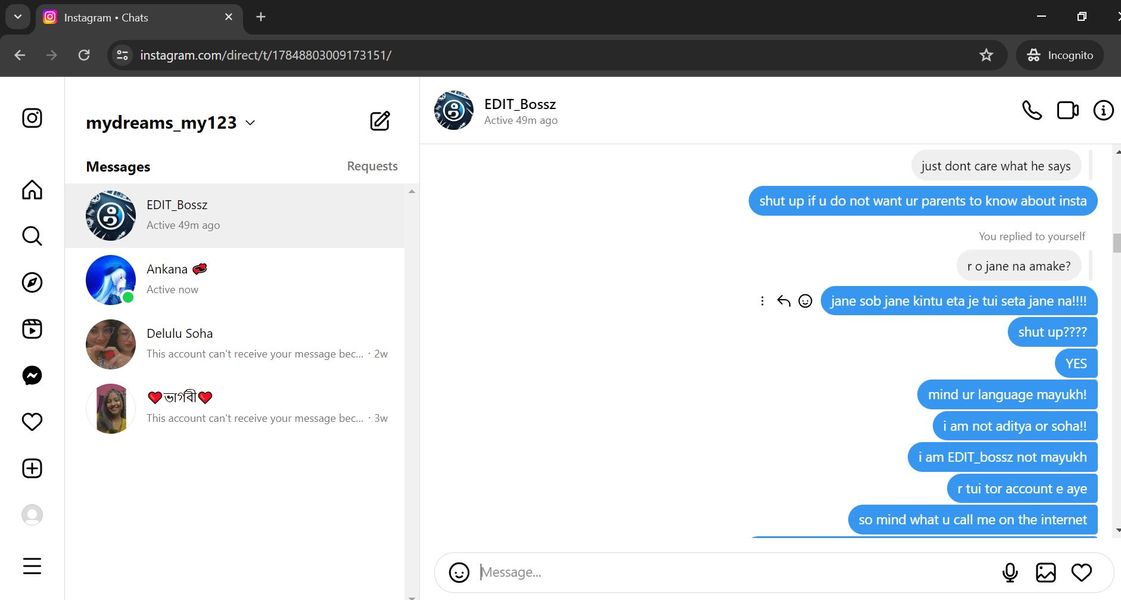 Instagram • Chats
instagram.com/direct/t/17848803009173151/
Incognito
mydreams_my123
Messages
Requests
EDIT_Bossz
Active 49m ago
Ankana
Active now
Delulu Soha
This account can't receive your message bec... · 2w
ভাৰ্গবী
This account can't receive your message bec... · 3w
EDIT_Bossz
Active 49m ago
just dont care what he says
shut up if u do not want ur parents to know about insta
You replied to yourself
r o jane na amake?
jane sob jane kintu eta je tui seta jane na!!!!
shut up????
YES
mind ur language mayukh!
i am not aditya or soha!!
i am EDIT_bossz not mayukh
r tui tor account e aye
so mind what u call me on the internet
Message...